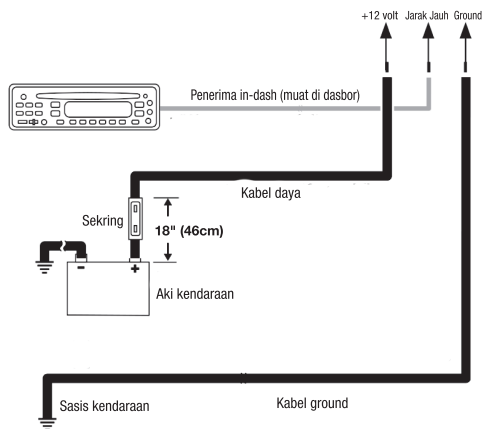 +12 volt Jarak Jauh Ground
Penerima in-dash (muat di dasbor)
Kabel daya
Sekring
18" (46cm)
- +
Aki kendaraan
Sasis kendaraan
Kabel ground